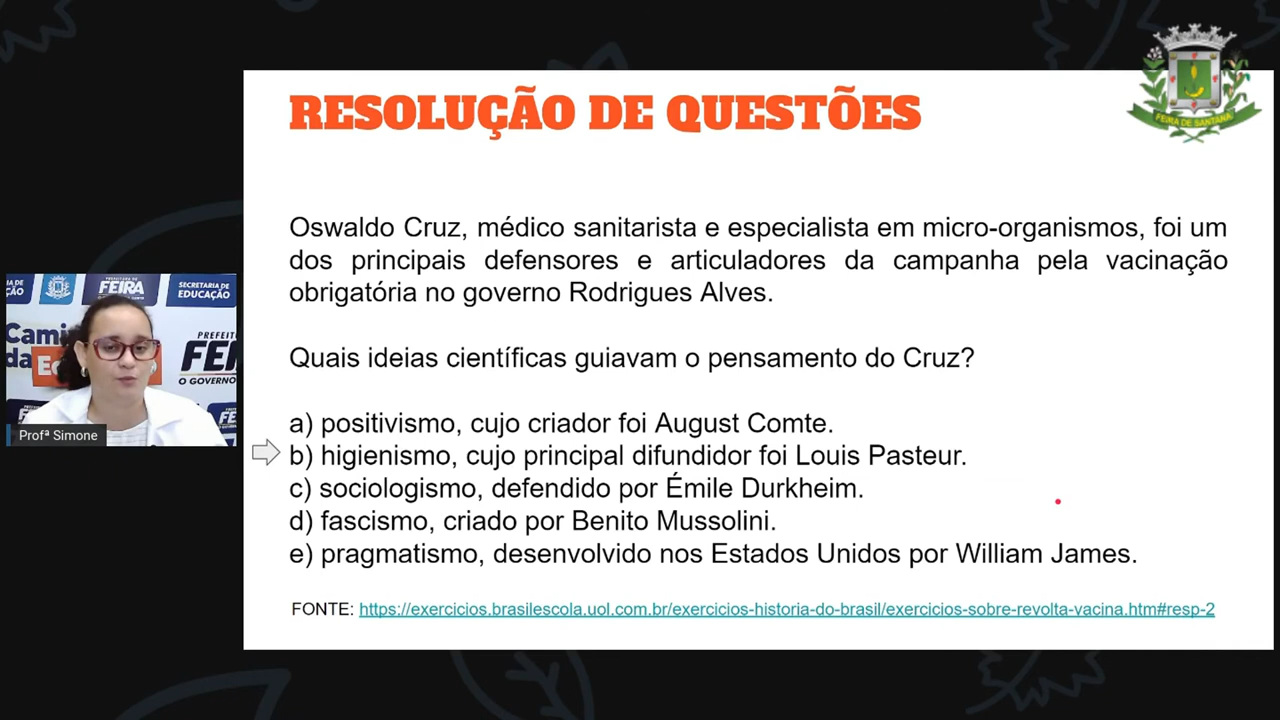 RESOLUÇÃO DE QUESTÕES
FEIRA DE SANTANA
Oswaldo Cruz, médico sanitarista e especialista em micro-organismos, foi um
dos principais defensores e articuladores da campanha pela vacinação
obrigatória no governo Rodrigues Alves.
Quais ideias científicas guiavam o pensamento do Cruz?
a) positivismo, cujo criador foi August Comte.
b) higienismo, cujo principal difundidor foi Louis Pasteur.
c) sociologismo, defendido por Émile Durkheim.
d) fascismo, criado por Benito Mussolini.
e) pragmatismo, desenvolvido nos Estados Unidos por William James.
FONTE: https://exercicios.brasilescola.uol.com.br/exercicios-historia-do-brasil/exercicios-sobre-revolta-vacina.htm#resp-2
FEIRA
SECRETARIA DE
EDUCAÇÃO
Cami
da
PREFEIT
FE
O GOVERNO
Profª Simone